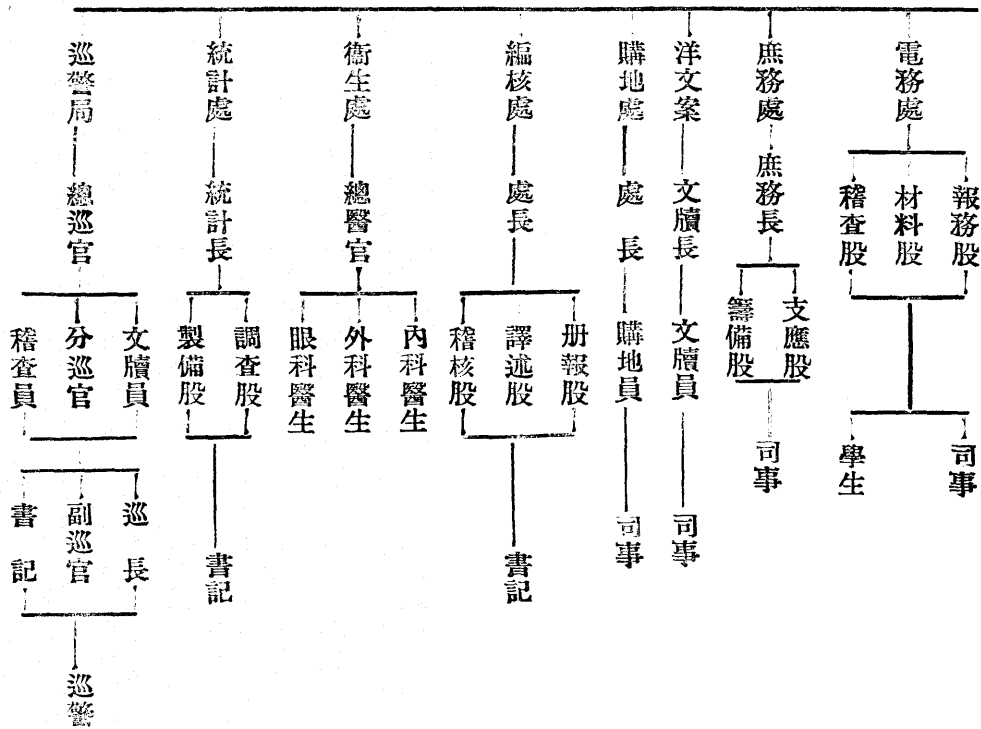 電務處
報務股
材料股
稽查股
司事
學生
庶務處
庶務長
支應股
籌備股
司事
洋文案
文牘長
文牘員
司事
購地處
處長
購地員
司事
編核處
處長
册報股
譯述股
稽核股
書記
衞生處
總醫官
內科醫生
外科醫生
眼科醫生
統計處
統計長
調查股
製備股
書記
巡警局
總巡官
文牘員
分巡官
稽查員
巡長
副巡官
書記
巡警